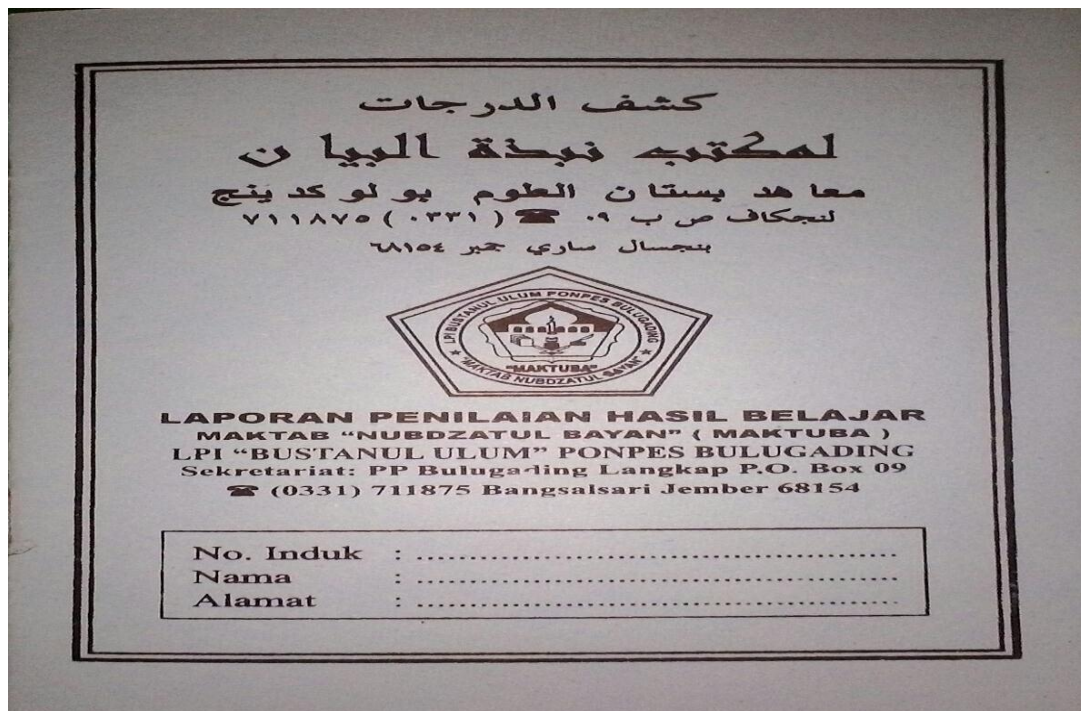 كشف الدرجات
لمكتب نبذة البيان
معاهد بستان العلوم بولوكدينج
لنجكاف ص ب ٠٩ ☎ (٠٣٣١) ٧١١٨٧٥
بنجسال ساري جمبر ٦٨١٥٤
LPI BUSTANUL ULUM PONPES BULUGADING
"MAKTUBA"
"MAKTAB NUBDZATUL BAYAN"
LAPORAN PENILAIAN HASIL BELAJAR
MAKTAB "NUBDZATUL BAYAN" ( MAKTUBA )
LPI "BUSTANUL ULUM" PONPES BULUGADING
Sekretariat: PP Bulugading Langkap P.O. Box 09
☎ (0331) 711875 Bangsalsari Jember 68154
No. Induk : ................................................
Nama : ................................................
Alamat : ................................................